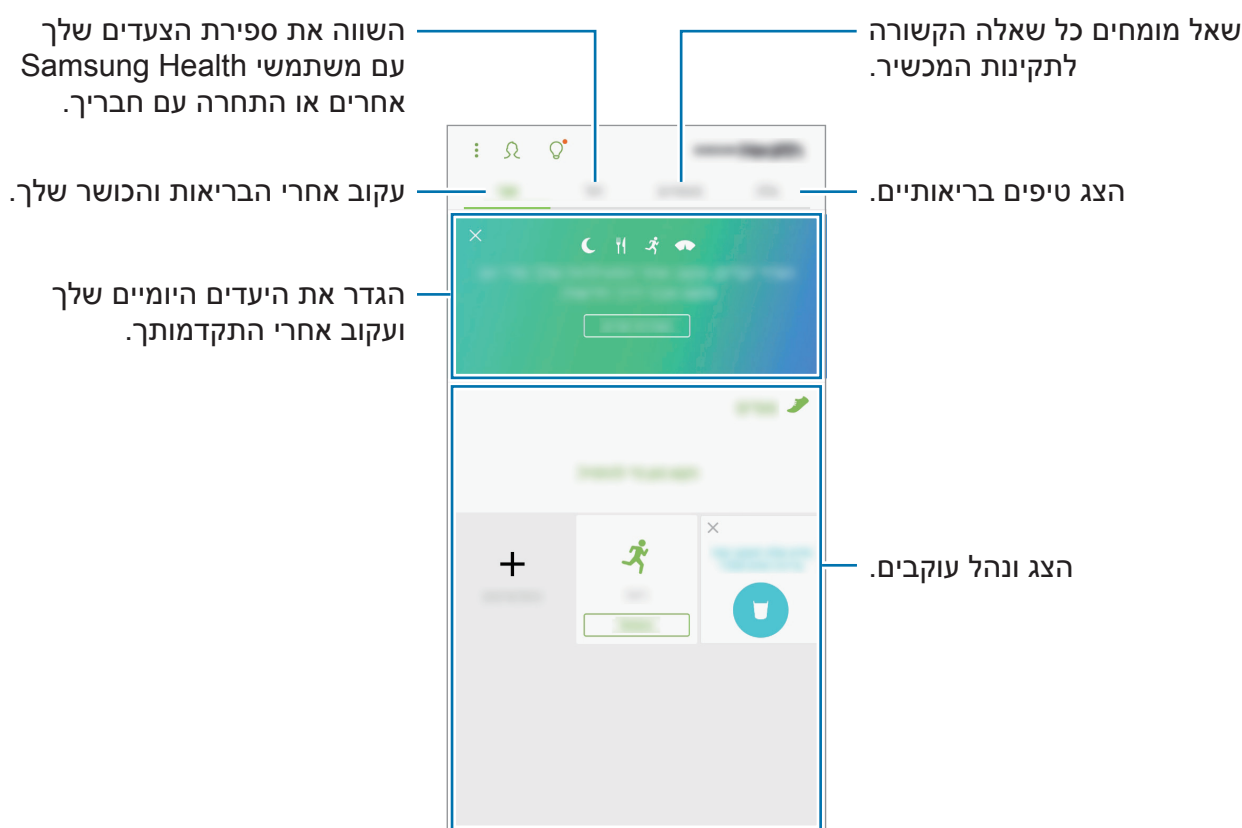 שאל מומחים כל שאלה הקשורה
לתקינות המכשיר.
השווה את ספירת הצעדים שלך
עם משתמשי Samsung Health
אחרים או התחרה עם חבריך.
הצג טיפים בריאותיים.
עקוב אחרי הבריאות והכושר שלך.
הגדר את היעדים היומיים שלך
ועקוב אחרי התקדמותך.
הצג ונהל עוקבים.